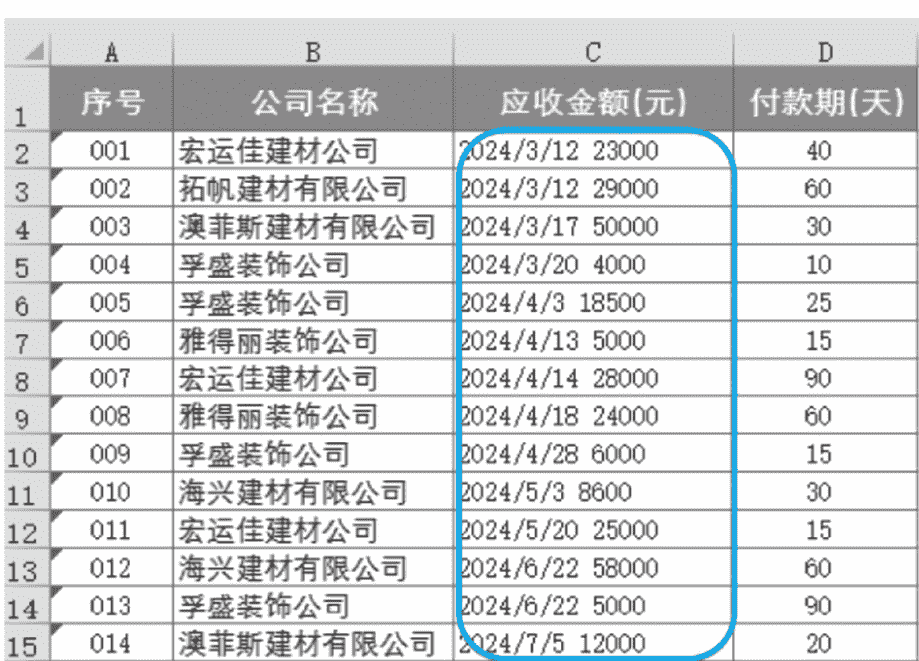 A B C D
1 序号 公司名称 应收金额(元) 付款期(天)
2 001 宏运佳建材公司 2024/3/12 23000 40
3 002 拓帆建材有限公司 2024/3/12 29000 60
4 003 澳菲斯建材有限公司 2024/3/17 50000 30
5 004 孚盛装饰公司 2024/3/20 4000 10
6 005 孚盛装饰公司 2024/4/3 18500 25
7 006 雅得丽装饰公司 2024/4/13 5000 15
8 007 宏运佳建材公司 2024/4/14 28000 90
9 008 雅得丽装饰公司 2024/4/18 24000 60
10 009 孚盛装饰公司 2024/4/28 6000 15
11 010 海兴建材有限公司 2024/5/3 8600 30
12 011 宏运佳建材公司 2024/5/20 25000 15
13 012 海兴建材有限公司 2024/6/22 58000 60
14 013 孚盛装饰公司 2024/6/22 5000 90
15 014 澳菲斯建材有限公司 2024/7/5 12000 20